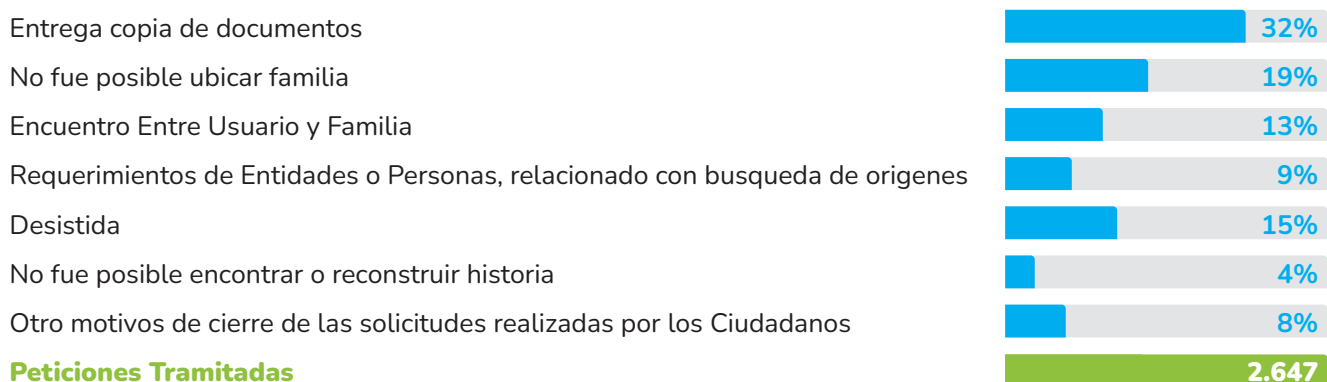 Entrega copia de documentos 32%
No fue posible ubicar familia 19%
Encuentro Entre Usuario y Familia 13%
Requerimientos de Entidades o Personas, relacionado con busqueda de origenes 9%
Desistida 15%
No fue posible encontrar o reconstruir historia 4%
Otro motivos de cierre de las solicitudes realizadas por los Ciudadanos 8%
Peticiones Tramitadas 2.647